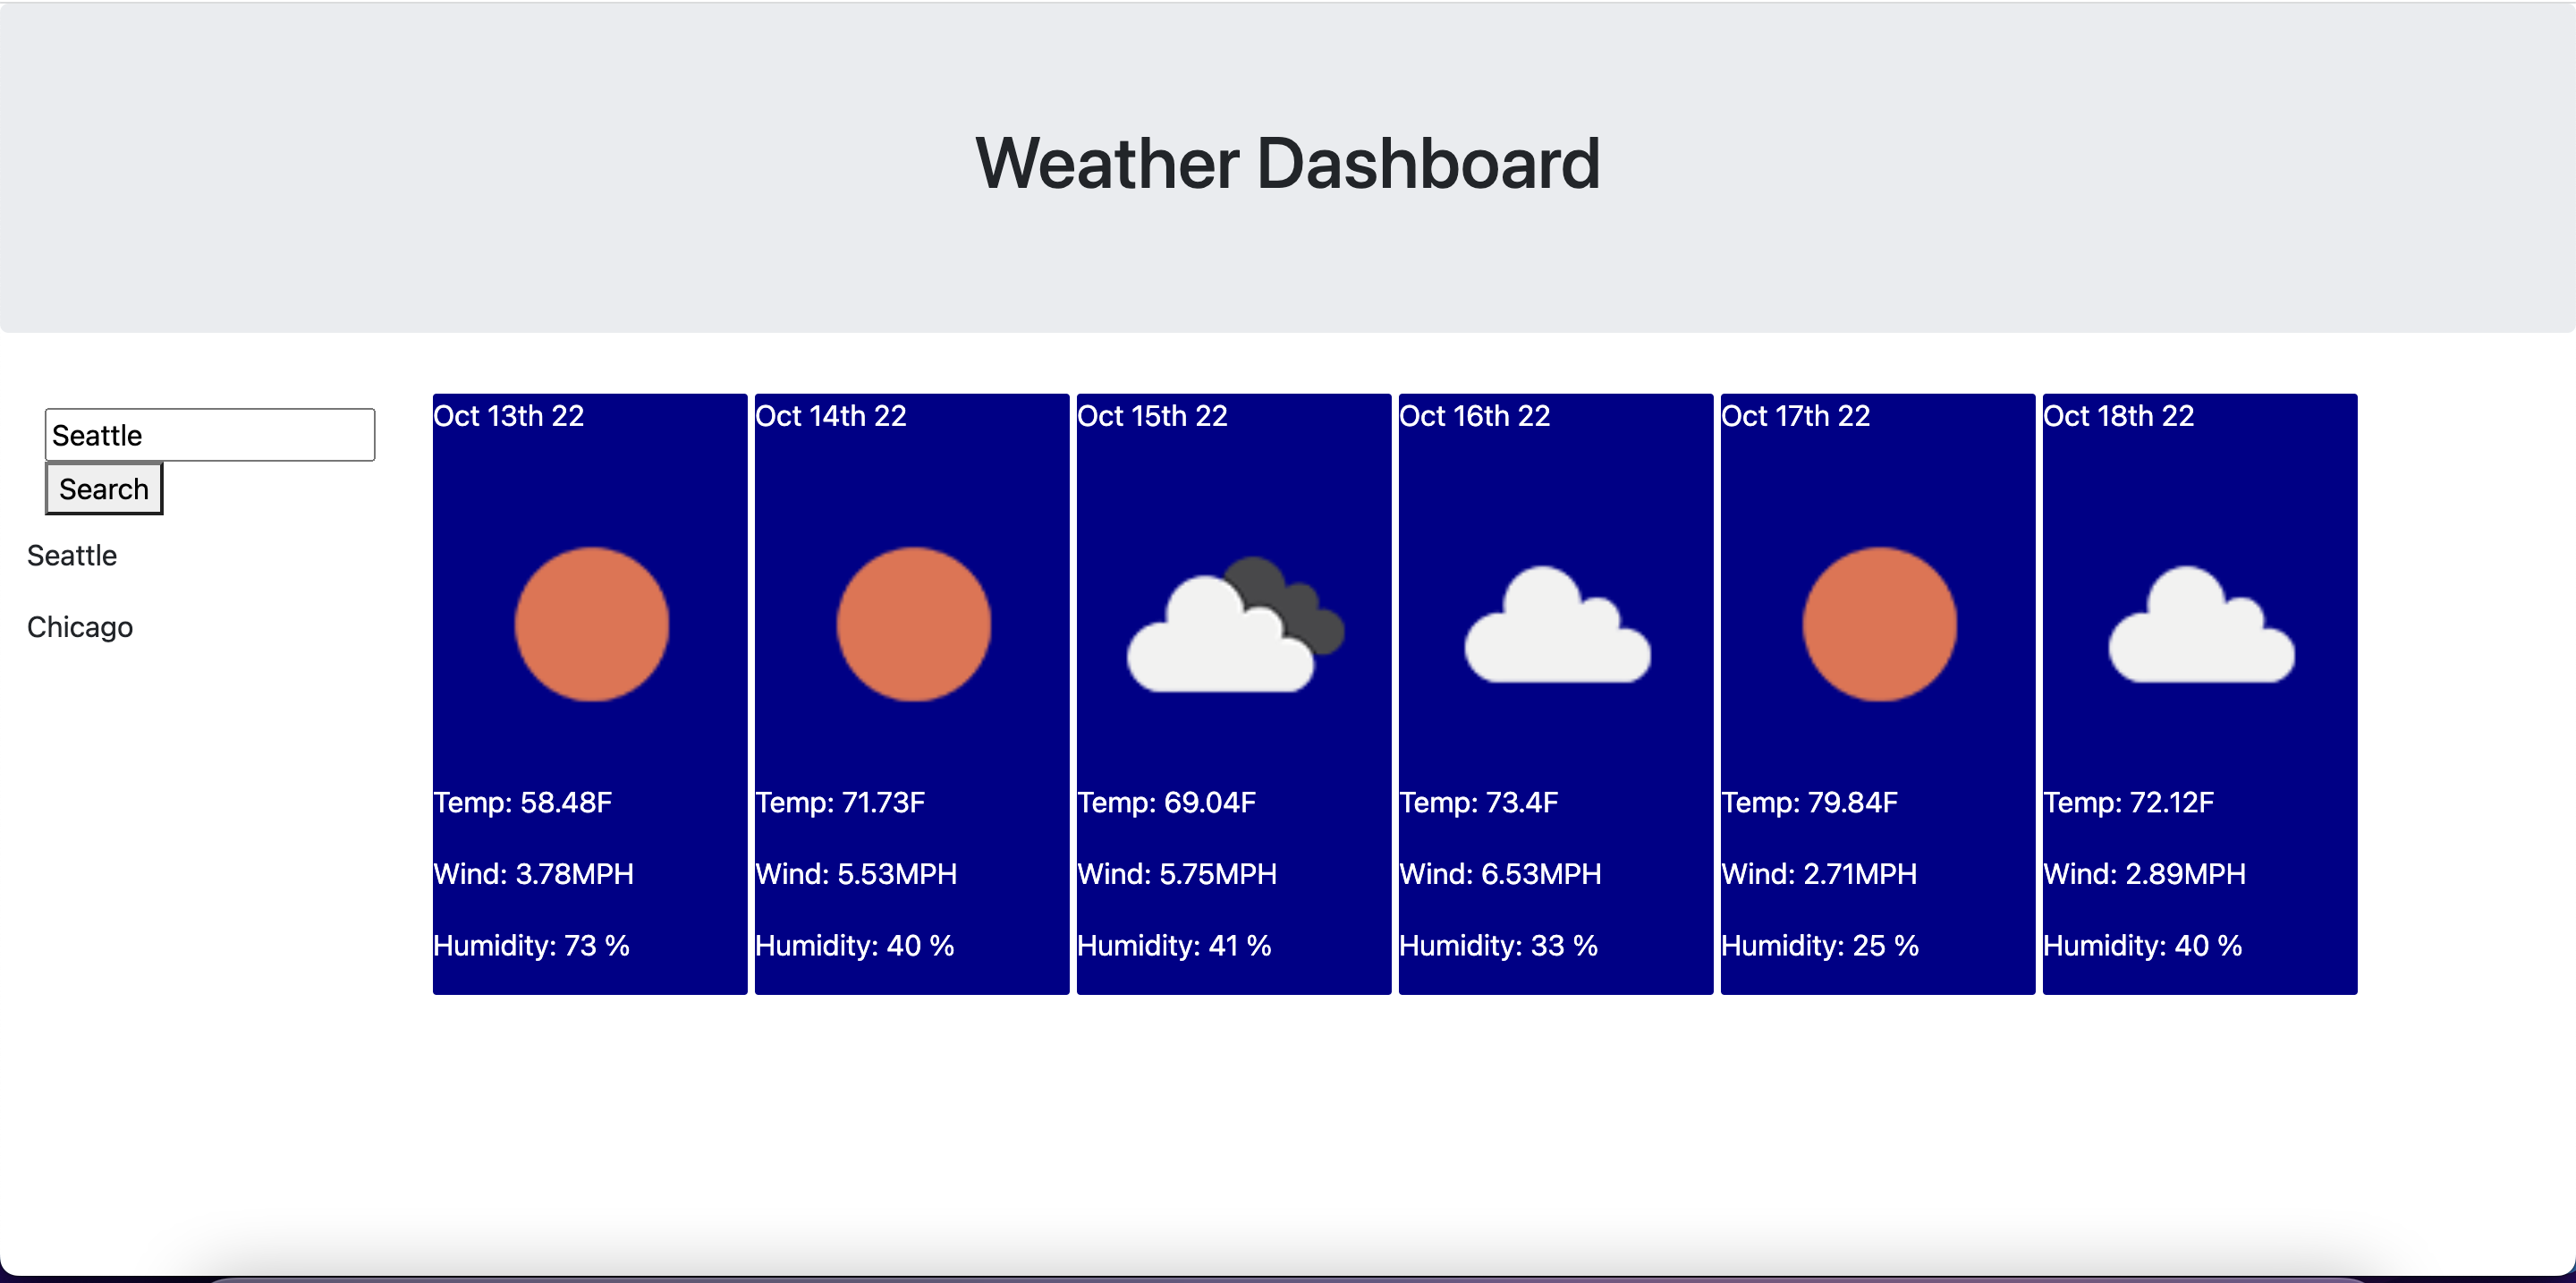 Weather Dashboard
Seattle
Search
Seattle
Chicago
Oct 13th 22
Temp: 58.48F
Wind: 3.78MPH
Humidity: 73 %
Oct 14th 22
Temp: 71.73F
Wind: 5.53MPH
Humidity: 40 %
Oct 15th 22
Temp: 69.04F
Wind: 5.75MPH
Humidity: 41 %
Oct 16th 22
Temp: 73.4F
Wind: 6.53MPH
Humidity: 33 %
Oct 17th 22
Temp: 79.84F
Wind: 2.71MPH
Humidity: 25 %
Oct 18th 22
Temp: 72.12F
Wind: 2.89MPH
Humidity: 40 %